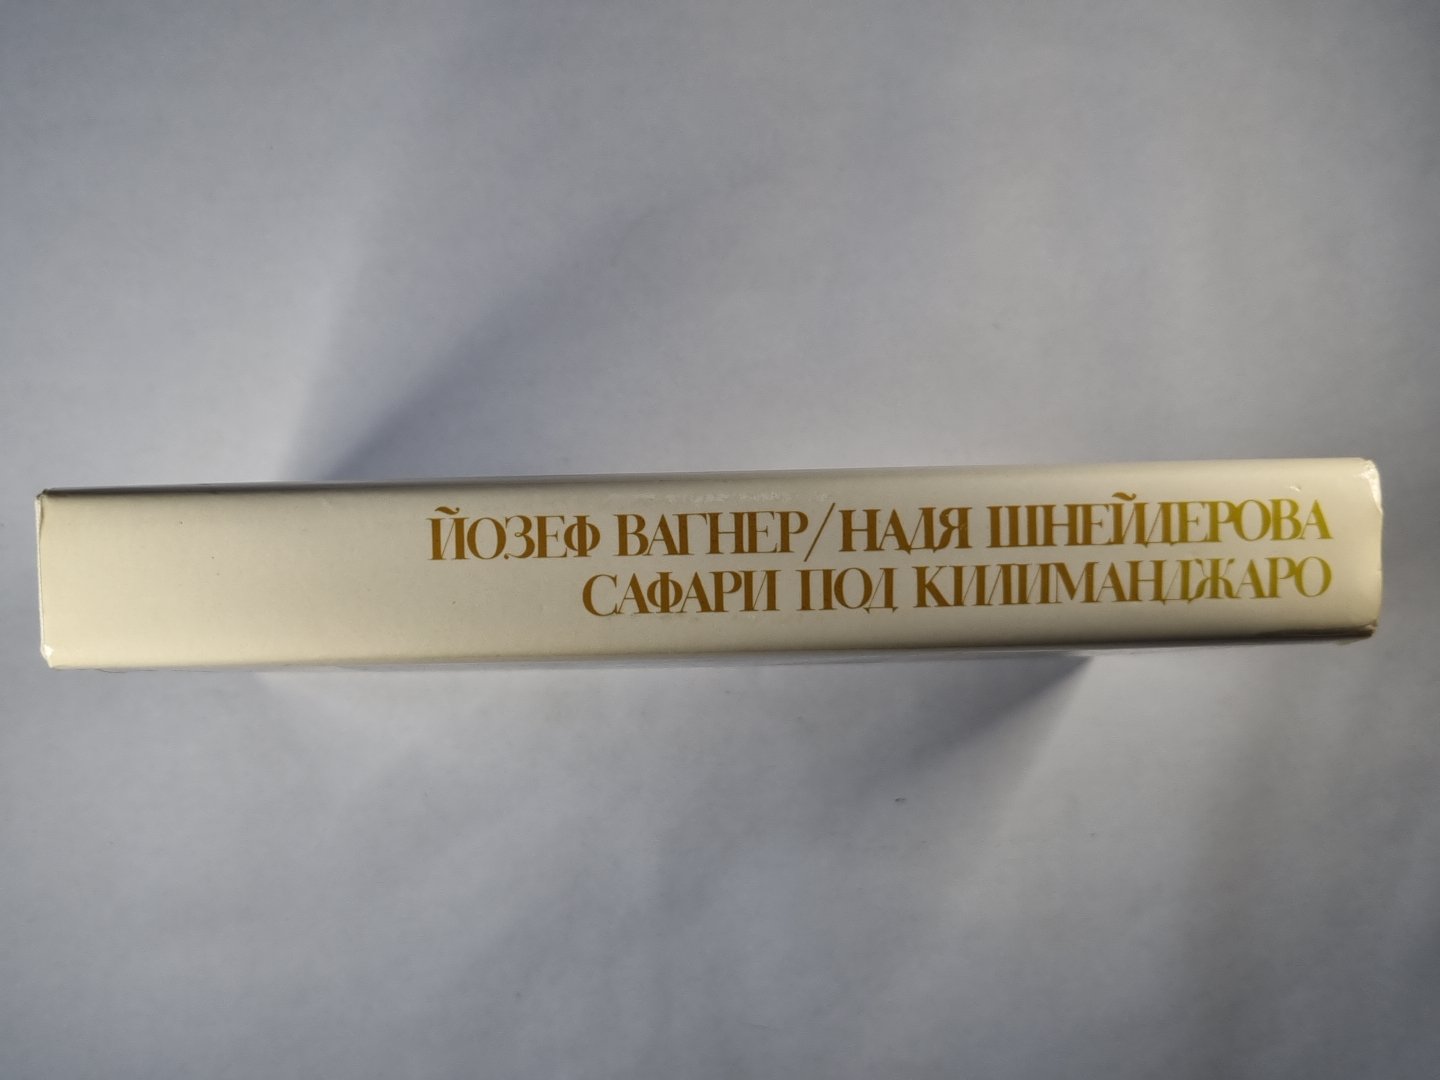 ЙОЗЕФ ВАГНЕР/НАДЯ ШНЕЙДЕРОВА
САФАРИ ПОД КИЛИМАНДЖАРО